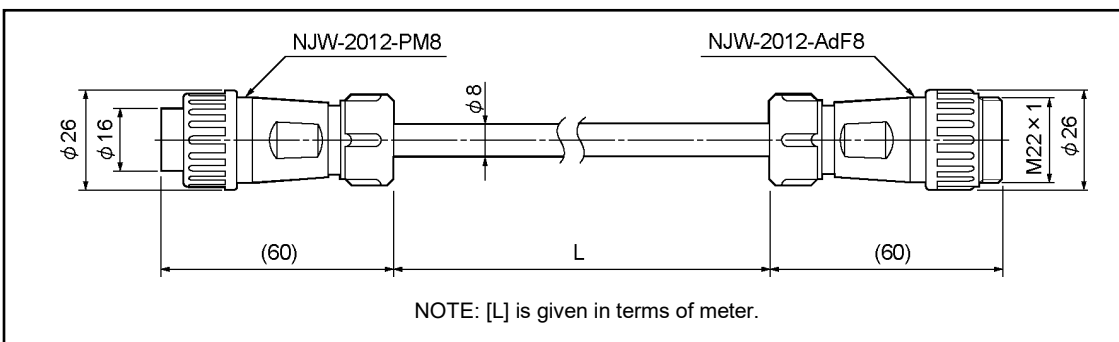 NJW-2012-PM8
NJW-2012-AdF8
φ26
φ16
φ8
M22×1
φ26
(60)
L
(60)
NOTE: [L] is given in terms of meter.